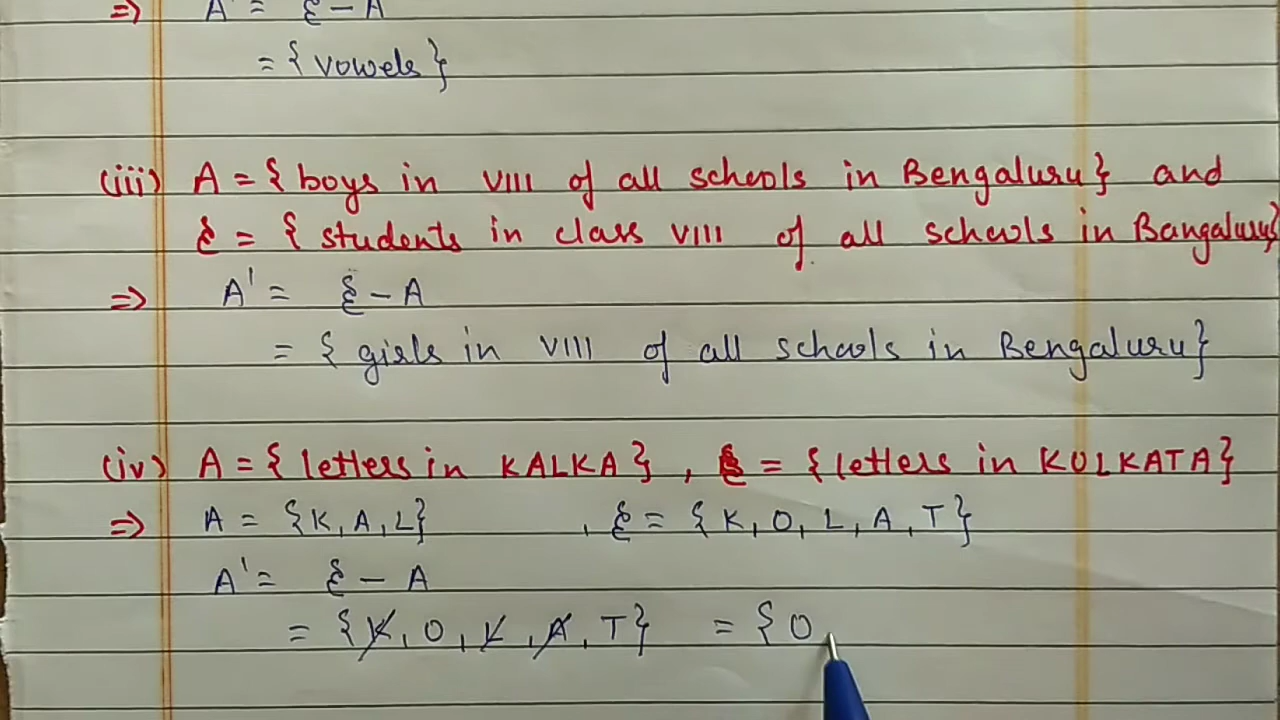 ⇒ A' = ξ - A
= {vowels}
(iii) A = {boys in VIII of all schools in Bengaluru} and
ξ = {students in class VIII of all schools in Bangaluru}
⇒ A' = ξ - A
= {girls in VIII of all schools in Bengaluru}
(iv) A = {letters in KALKA}, ξ = {letters in KOLKATA}
⇒ A = {K, A, L} , ξ = {K, O, L, A, T}
A' = ξ - A
= {K, O, L, A, T} = {O